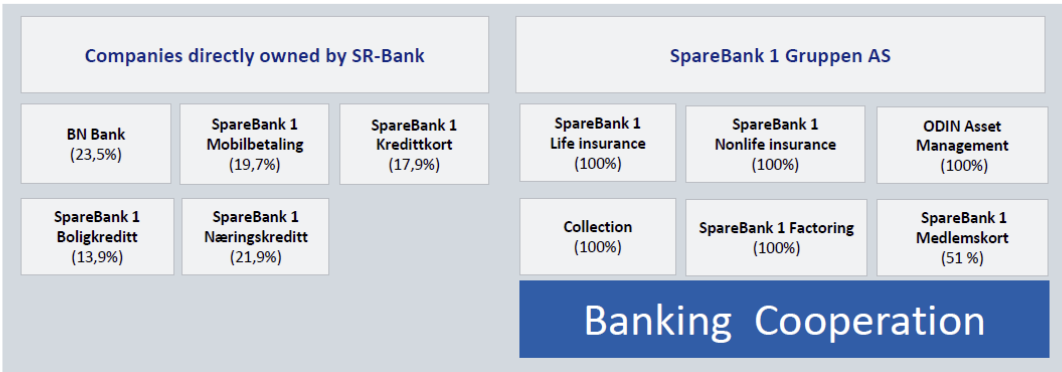 Companies directly owned by SR-Bank
SpareBank 1 Gruppen AS
BN Bank
(23,5%)
SpareBank 1
Mobilbetaling
(19,7%)
SpareBank 1
Kredittkort
(17,9%)
SpareBank 1
Life insurance
(100%)
SpareBank 1
Nonlife insurance
(100%)
ODIN Asset
Management
(100%)
SpareBank 1
Boligkreditt
(13,9%)
SpareBank 1
Næringskreditt
(21,9%)
Collection
(100%)
SpareBank 1 Factoring
(100%)
SpareBank 1
Medlemskort
(51 %)
Banking Cooperation